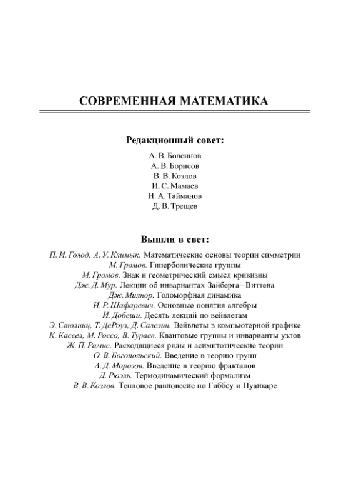 СОВРЕМЕННАЯ МАТЕМАТИКА
Редакционный совет:
А. В. Болсинов
А. В. Борисов
В. В. Козлов
И. С. Мамаев
И. А. Тайманов
Д. В. Трещев
Вышли в свет:
П. И. Голод, А. У. Климык. Математические основы теории симметрии
М. Громов. Гиперболические группы
М. Громов. Знак и геометрический смысл кривизны
Дж. Д. Мур. Лекции об инвариантах Зайберга–Виттена
Дж. Милнор. Голоморфная динамика
И. Р. Шафаревич. Основные понятия алгебры
И. Добеши. Десять лекций по вейвлетам
Э. Столниц, Т. ДеРоуз, Д. Салезин. Вейвлеты в компьютерной графике
К. Кассель, М. Россо, В. Тураев. Квантовые группы и инварианты узлов
Ж. П. Рамис. Расходящиеся ряды и асимптотические теории
О. В. Богопольский. Введение в теорию групп
А. Д. Морозов. Введение в теорию фракталов
Д. Рюэль. Термодинамический формализм
В. В. Козлов. Тепловое равновесие по Гиббсу и Пуанкаре